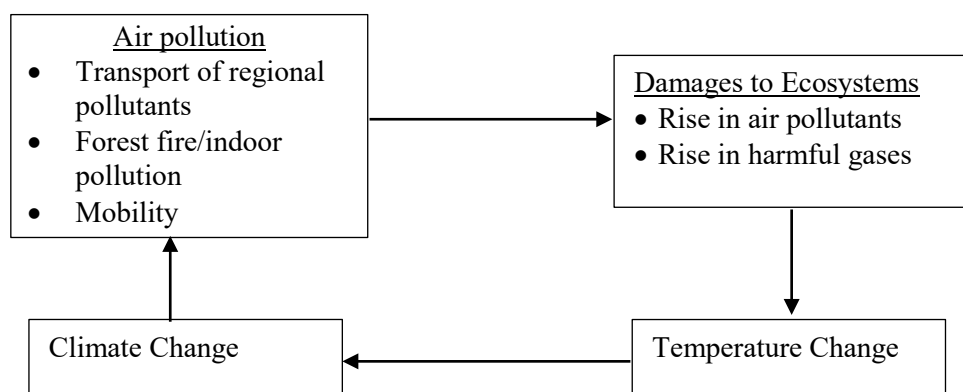 Air pollution
• Transport of regional
pollutants
• Forest fire/indoor
pollution
• Mobility
Damages to Ecosystems
• Rise in air pollutants
• Rise in harmful gases
Climate Change
Temperature Change